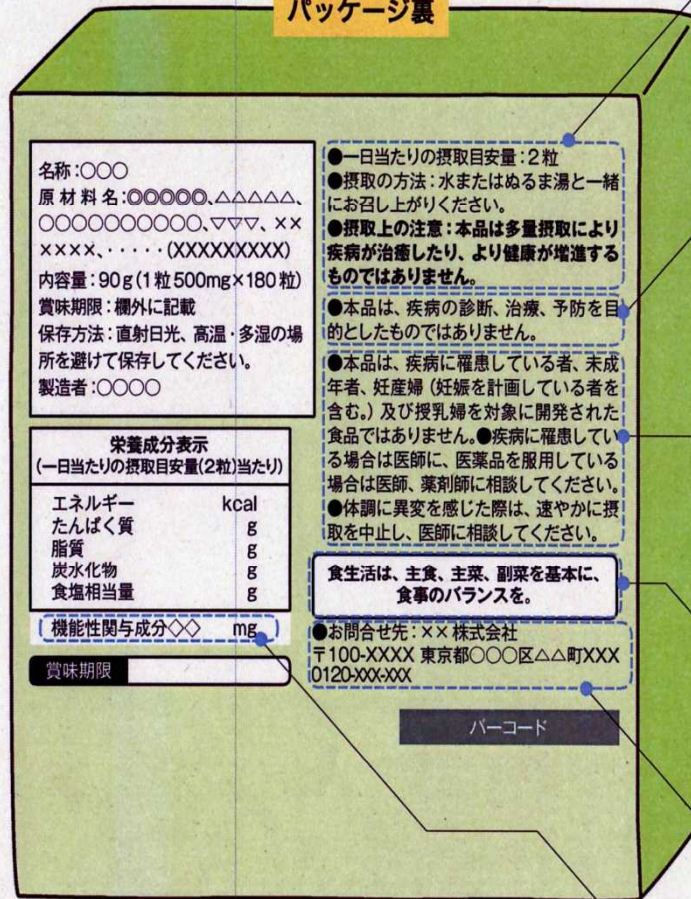 パッケージ裏
名称:○○○
原材料名:◎◎◎◎◎、△△△△△、
○○○○○○○○○○、▽▽▽、××
××××、・・・・・(XXXXXXXXX)
内容量:90g(1粒500mg×180粒)
賞味期限:欄外に記載
保存方法:直射日光、高温・多湿の場
所を避けて保存してください。
製造者:○○○○
栄養成分表示
(一日当たりの摂取目安量(2粒)当たり)
エネルギー kcal
たんぱく質 g
脂質 g
炭水化物 g
食塩相当量 g
機能性関与成分◇◇ mg
賞味期限
●一日当たりの摂取目安量:2粒
●摂取の方法:水またはぬるま湯と一緒
にお召し上がりください。
●摂取上の注意:本品は多量摂取により
疾病が治癒したり、より健康が増進する
ものではありません。
●本品は、疾病の診断、治療、予防を目
的としたものではありません。
●本品は、疾病に罹患している者、未成
年者、妊産婦(妊娠を計画している者を
含む。)及び授乳婦を対象に開発された
食品ではありません。●疾病に罹患してい
る場合は医師に、医薬品を服用している
場合は医師、薬剤師に相談してください。
●体調に異変を感じた際は、速やかに摂
取を中止し、医師に相談してください。
食生活は、主食、主菜、副菜を基本に、
食事のバランスを。
●お問合せ先:××株式会社
〒100-XXXX 東京都○○○区△△町XXX
0120-XXX-XXX
バーコード